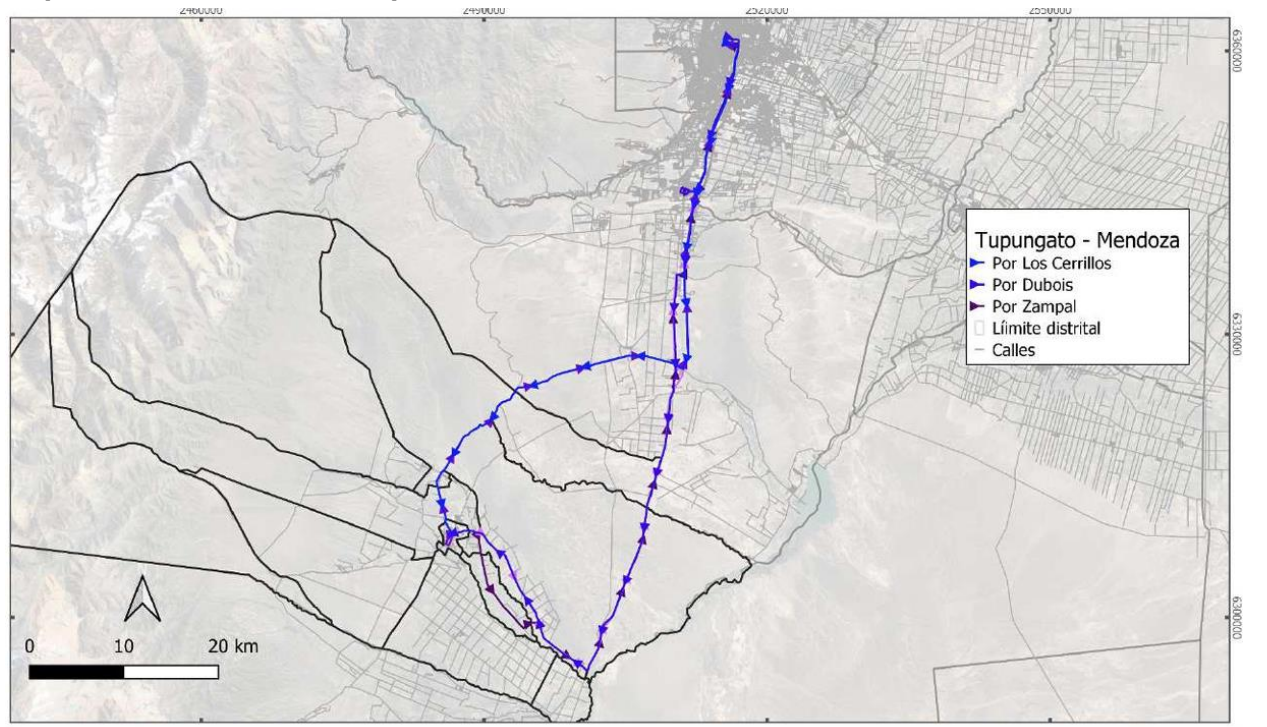 2460000 2490000 2520000 2550000
6360000
Tupungato - Mendoza
Por Los Cerrillos
Por Dubois
Por Zampal
Líimite distrital
Calles
6330000
6300000
0 10 20 km